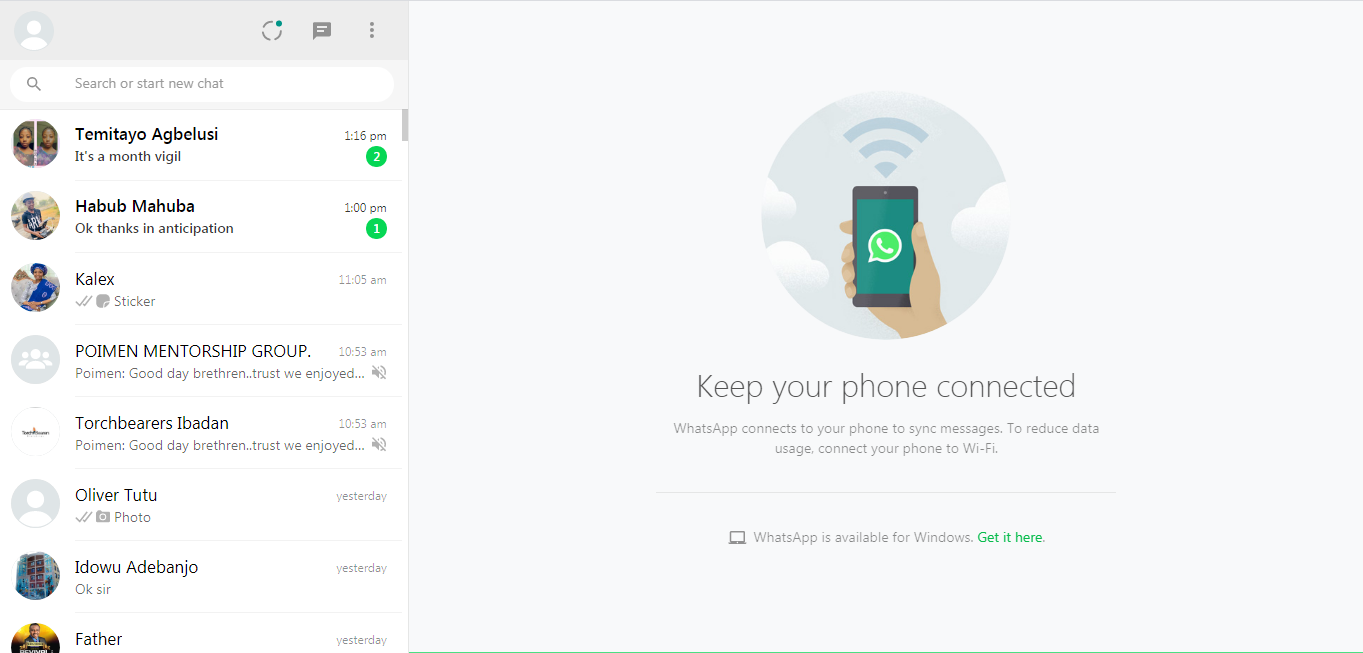 Search or start new chat
Temitayo Agbelusi 1:16 pm
It's a month vigil 2
Habub Mahuba 1:00 pm
Ok thanks in anticipation 1
Kalex 11:05 am
Sticker
POIMEN MENTORSHIP GROUP. 10:53 am
Poimen: Good day brethren..trust we enjoyed...
Torchbearers Ibadan 10:53 am
Poimen: Good day brethren..trust we enjoyed...
Oliver Tutu yesterday
Photo
Idowu Adebanjo yesterday
Ok sir
Father yesterday
Keep your phone connected
WhatsApp connects to your phone to sync messages. To reduce data
usage, connect your phone to Wi-Fi.
WhatsApp is available for Windows. Get it here.